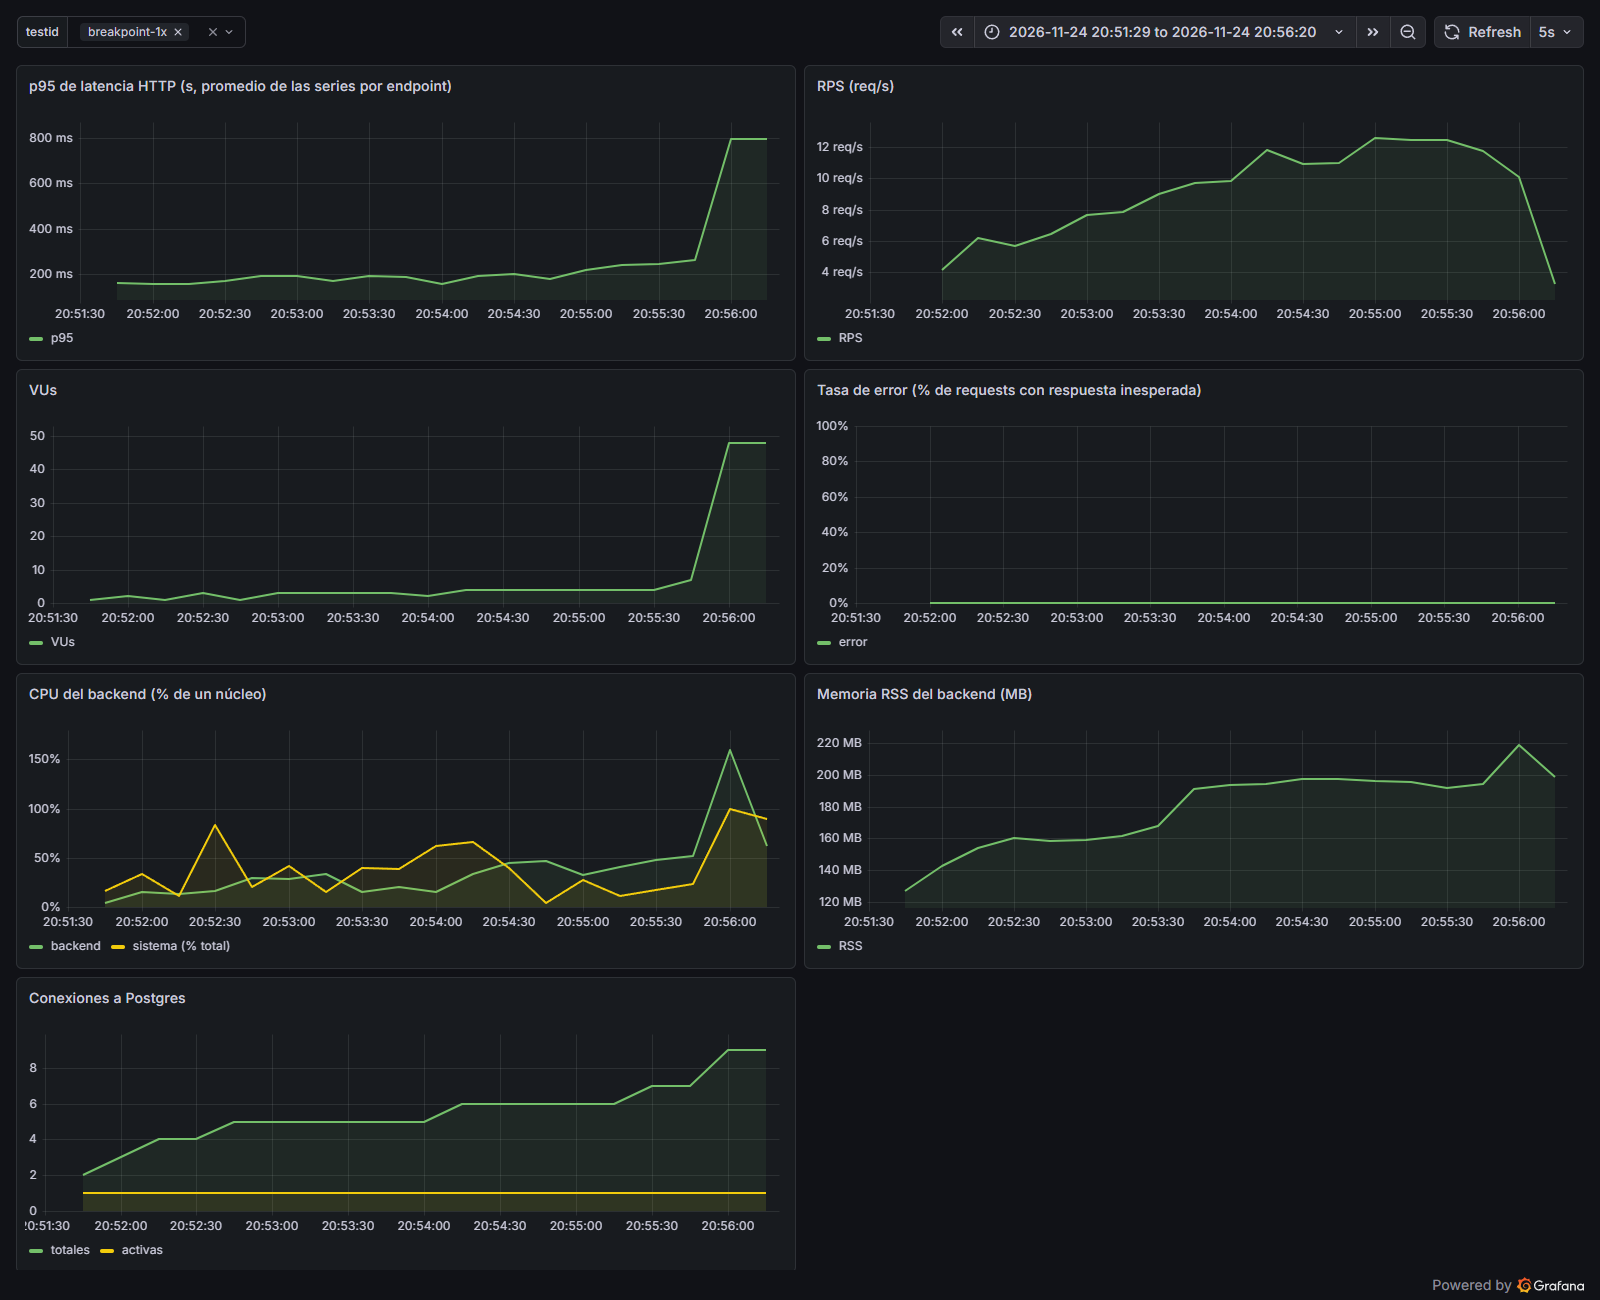 testid breakpoint-1x 2026-11-24 20:51:29 to 2026-11-24 20:56:20 Refresh 5s
p95 de latencia HTTP (s, promedio de las series por endpoint)
800 ms
600 ms
400 ms
200 ms
20:51:30 20:52:00 20:52:30 20:53:00 20:53:30 20:54:00 20:54:30 20:55:00 20:55:30 20:56:00
p95
RPS (req/s)
12 req/s
10 req/s
8 req/s
6 req/s
4 req/s
20:51:30 20:52:00 20:52:30 20:53:00 20:53:30 20:54:00 20:54:30 20:55:00 20:55:30 20:56:00
RPS
VUs
50
40
30
20
10
0
20:51:30 20:52:00 20:52:30 20:53:00 20:53:30 20:54:00 20:54:30 20:55:00 20:55:30 20:56:00
VUs
Tasa de error (% de requests con respuesta inesperada)
100%
80%
60%
40%
20%
0%
20:51:30 20:52:00 20:52:30 20:53:00 20:53:30 20:54:00 20:54:30 20:55:00 20:55:30 20:56:00
error
CPU del backend (% de un núcleo)
150%
100%
50%
0%
20:51:30 20:52:00 20:52:30 20:53:00 20:53:30 20:54:00 20:54:30 20:55:00 20:55:30 20:56:00
backend sistema (% total)
Memoria RSS del backend (MB)
220 MB
200 MB
180 MB
160 MB
140 MB
120 MB
20:51:30 20:52:00 20:52:30 20:53:00 20:53:30 20:54:00 20:54:30 20:55:00 20:55:30 20:56:00
RSS
Conexiones a Postgres
8
6
4
2
0
20:51:30 20:52:00 20:52:30 20:53:00 20:53:30 20:54:00 20:54:30 20:55:00 20:55:30 20:56:00
totales activas
Powered by Grafana